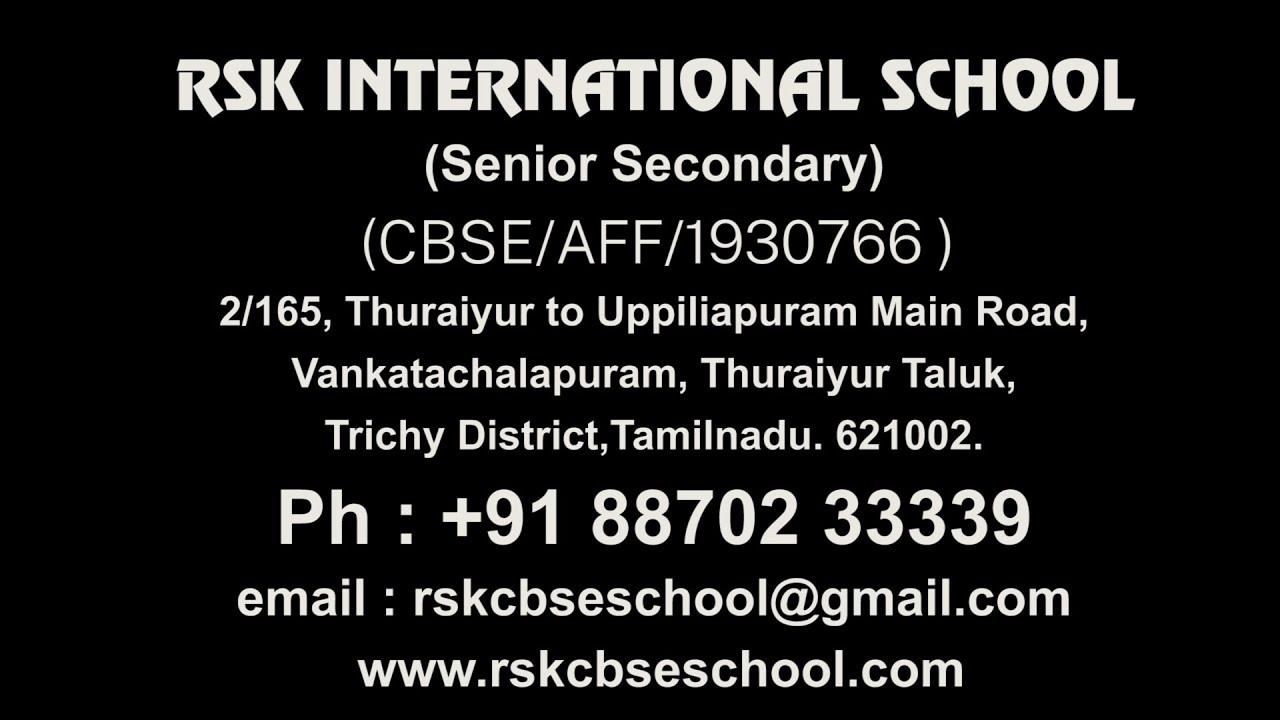 RSK INTERNATIONAL SCHOOL
(Senior Secondary)
(CBSE/AFF/1930766 )
2/165, Thuraiyur to Uppiliapuram Main Road,
Vankatachalapuram, Thuraiyur Taluk,
Trichy District,Tamilnadu. 621002.
Ph : +91 88702 33339
email : rskcbseschool@gmail.com
www.rskcbseschool.com